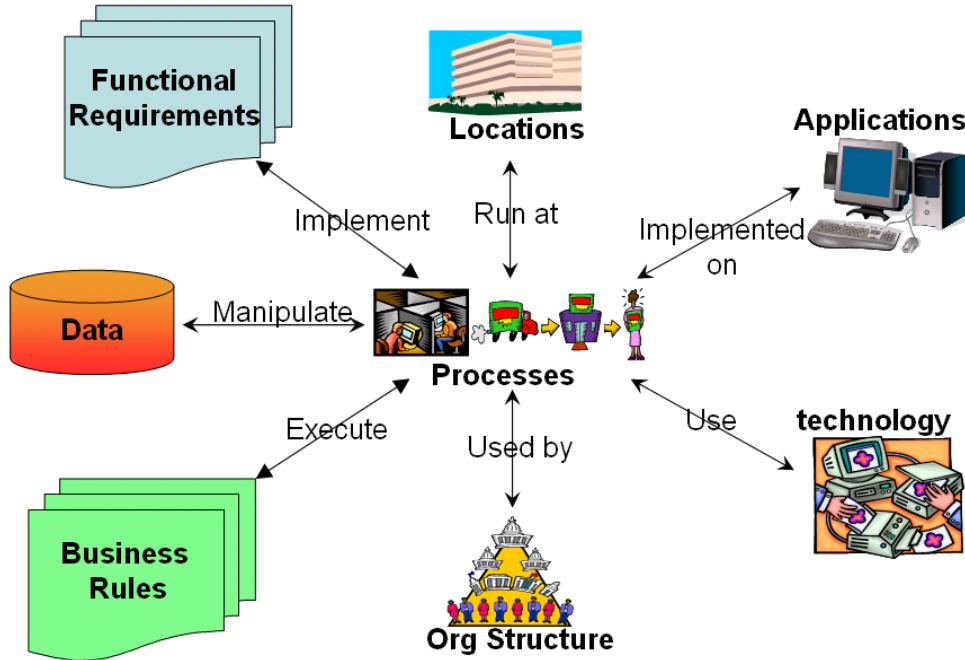 Functional
Requirements
Locations
Applications
Implement
Run at
Implemented
on
Data
Manipulate
Processes
Execute
Used by
Use
technology
Business
Rules
Org Structure